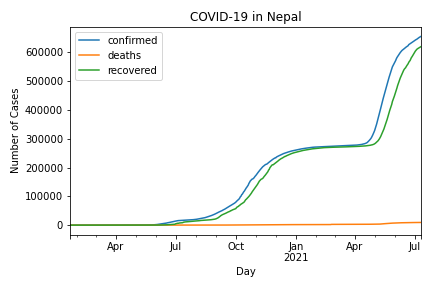 COVID-19 in Nepal
confirmed
deaths
recovered
Number of Cases
600000
500000
400000
300000
200000
100000
0
Apr Jul Oct Jan Apr Jul
2021
Day